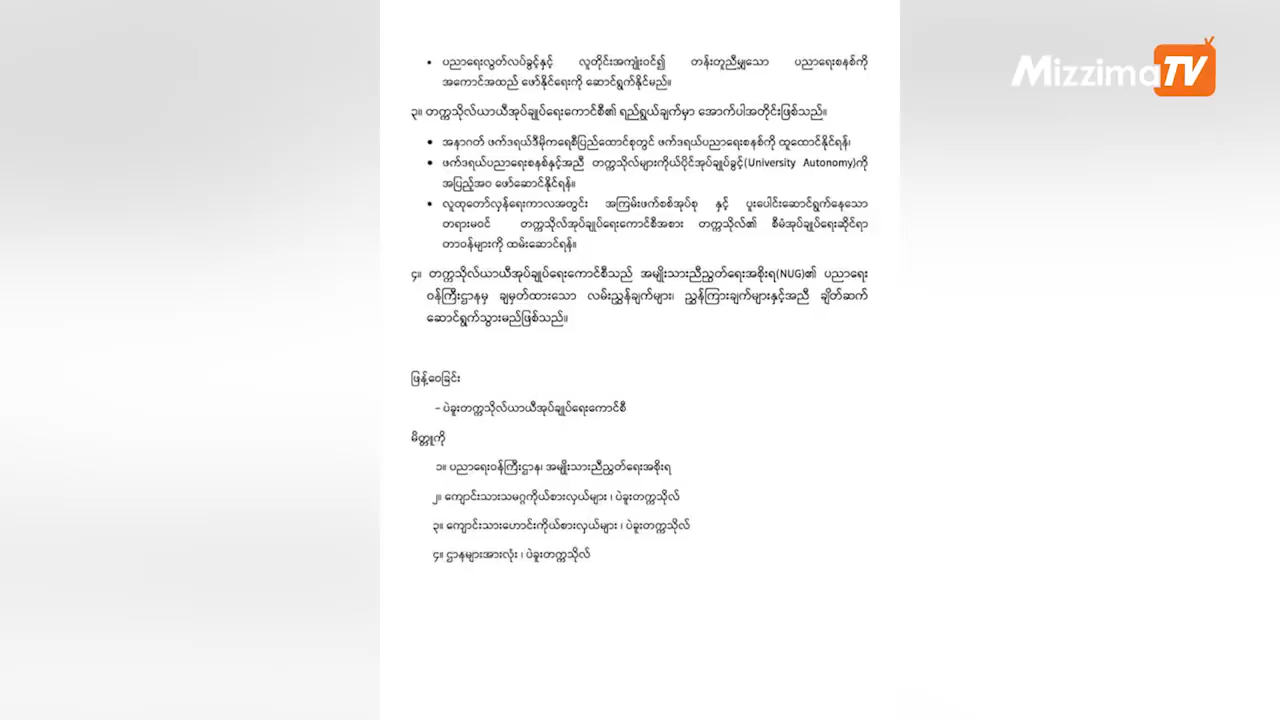 Mizzima TV
• ပညာရေးလွတ်လပ်ခွင့်နှင့် လူတိုင်းအကျုံးဝင်၍ တန်းတူညီမျှသော ပညာရေးစနစ်ကို
အကောင်အထည် ဖော်နိုင်ရေးကို ဆောင်ရွက်နိုင်မည်။
၃။ တက္ကသိုလ်ယာယီအုပ်ချုပ်ရေးကောင်စီ၏ ရည်ရွယ်ချက်မှာ အောက်ပါအတိုင်းဖြစ်သည်။
• အနာဂတ် ဖက်ဒရယ်ဒီမိုကရေစီပြည်ထောင်စုတွင် ဖက်ဒရယ်ပညာရေးစနစ်ကို ထူထောင်နိုင်ရန်၊
• ဖက်ဒရယ်ပညာရေးစနစ်နှင့်အညီ တက္ကသိုလ်များကိုယ်ပိုင်အုပ်ချုပ်ခွင့်(University Autonomy)ကို
အပြည့်အဝ ဖော်ဆောင်နိုင်ရန်။
• လူထုတော်လှန်ရေးကာလအတွင်း အကြမ်းဖက်စစ်အုပ်စု နှင့် ပူးပေါင်းဆောင်ရွက်နေသော
တရားမဝင် တက္ကသိုလ်အုပ်ချုပ်ရေးကောင်စီအစား တက္ကသိုလ်၏ စီမံအုပ်ချုပ်ရေးဆိုင်ရာ
တာဝန်များကို ထမ်းဆောင်ရန်။
၄။ တက္ကသိုလ်ယာယီအုပ်ချုပ်ရေးကောင်စီသည် အမျိုးသားညီညွတ်ရေးအစိုးရ(NUG)၏ ပညာရေး
ဝန်ကြီးဌာနမှ ချမှတ်ထားသော လမ်းညွှန်ချက်များ၊ ညွှန်ကြားချက်များနှင့်အညီ ချိတ်ဆက်
ဆောင်ရွက်သွားမည်ဖြစ်သည်။
ဖြန့်ဝေခြင်း
– ပဲခူးတက္ကသိုလ်ယာယီအုပ်ချုပ်ရေးကောင်စီ
မိတ္တူကို
၁။ ပညာရေးဝန်ကြီးဌာန၊ အမျိုးသားညီညွတ်ရေးအစိုးရ
၂။ ကျောင်းသားသမဂ္ဂကိုယ်စားလှယ်များ ၊ ပဲခူးတက္ကသိုလ်
၃။ ကျောင်းသားဟောင်းကိုယ်စားလှယ်များ ၊ ပဲခူးတက္ကသိုလ်
၄။ ဌာနများအားလုံး ၊ ပဲခူးတက္ကသိုလ်